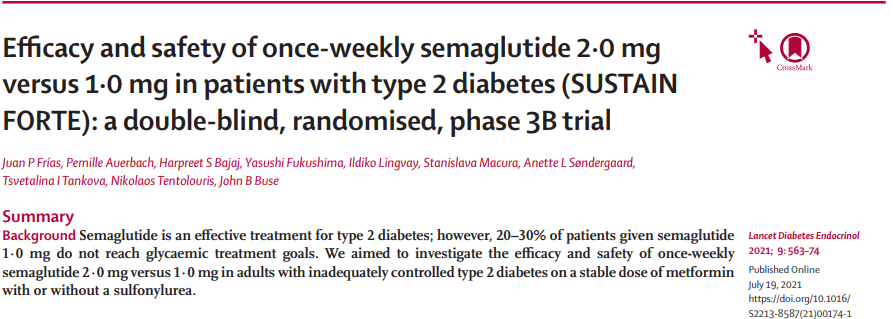 Efficacy and safety of once-weekly semaglutide 2·0 mg
versus 1·0 mg in patients with type 2 diabetes (SUSTAIN
FORTE): a double-blind, randomised, phase 3B trial
CrossMark
Juan P Frías, Pernille Auerbach, Harpreet S Bajaj, Yasushi Fukushima, Ildiko Lingvay, Stanislava Macura, Anette L Søndergaard,
Tsvetalina I Tankova, Nikolaos Tentolouris, John B Buse
Summary
Background Semaglutide is an effective treatment for type 2 diabetes; however, 20–30% of patients given semaglutide
1·0 mg do not reach glycaemic treatment goals. We aimed to investigate the efficacy and safety of once-weekly
semaglutide 2·0 mg versus 1·0 mg in adults with inadequately controlled type 2 diabetes on a stable dose of metformin
with or without a sulfonylurea.
Lancet Diabetes Endocrinol
2021; 9: 563–74
Published Online
July 19, 2021
https://doi.org/10.1016/
S2213-8587(21)00174-1